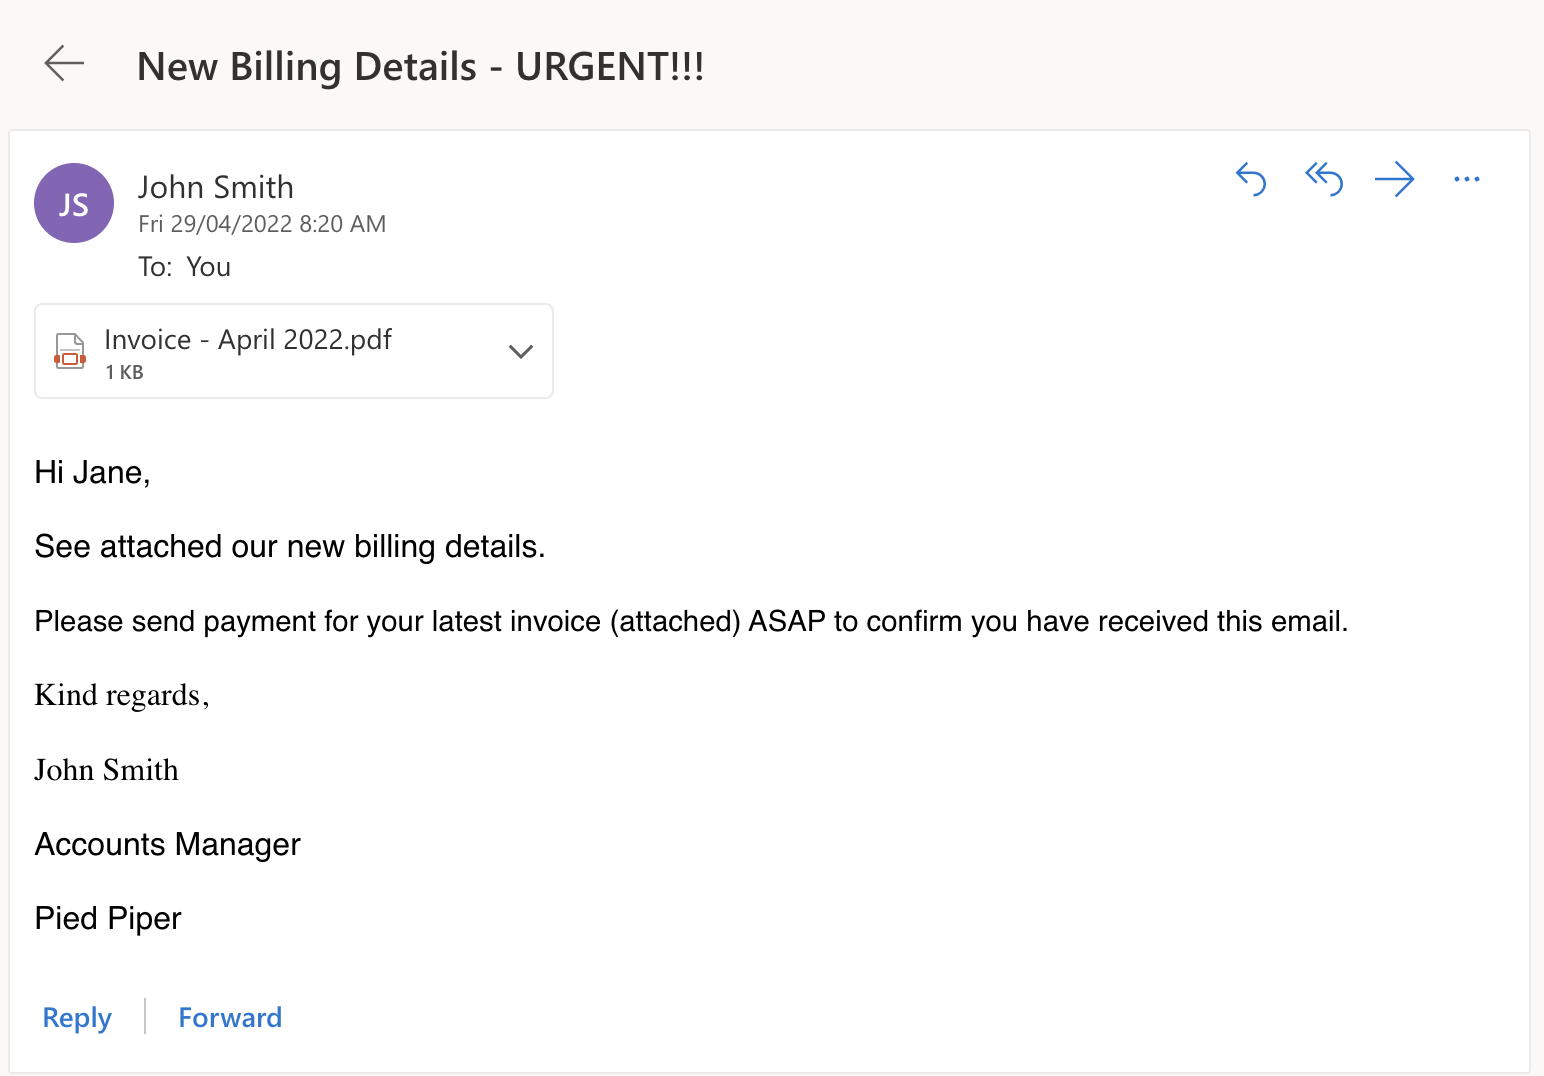 New Billing Details - URGENT!!!
JS
John Smith
Fri 29/04/2022 8:20 AM
To: You
Invoice - April 2022.pdf
1 KB
Hi Jane,
See attached our new billing details.
Please send payment for your latest invoice (attached) ASAP to confirm you have received this email.
Kind regards,
John Smith
Accounts Manager
Pied Piper
Reply | Forward